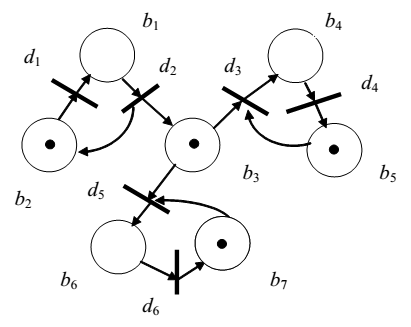 b₁
b₄
d₁
d₂
d₃
d₄
b₂
b₃
b₅
d₅
b₆
b₇
d₆